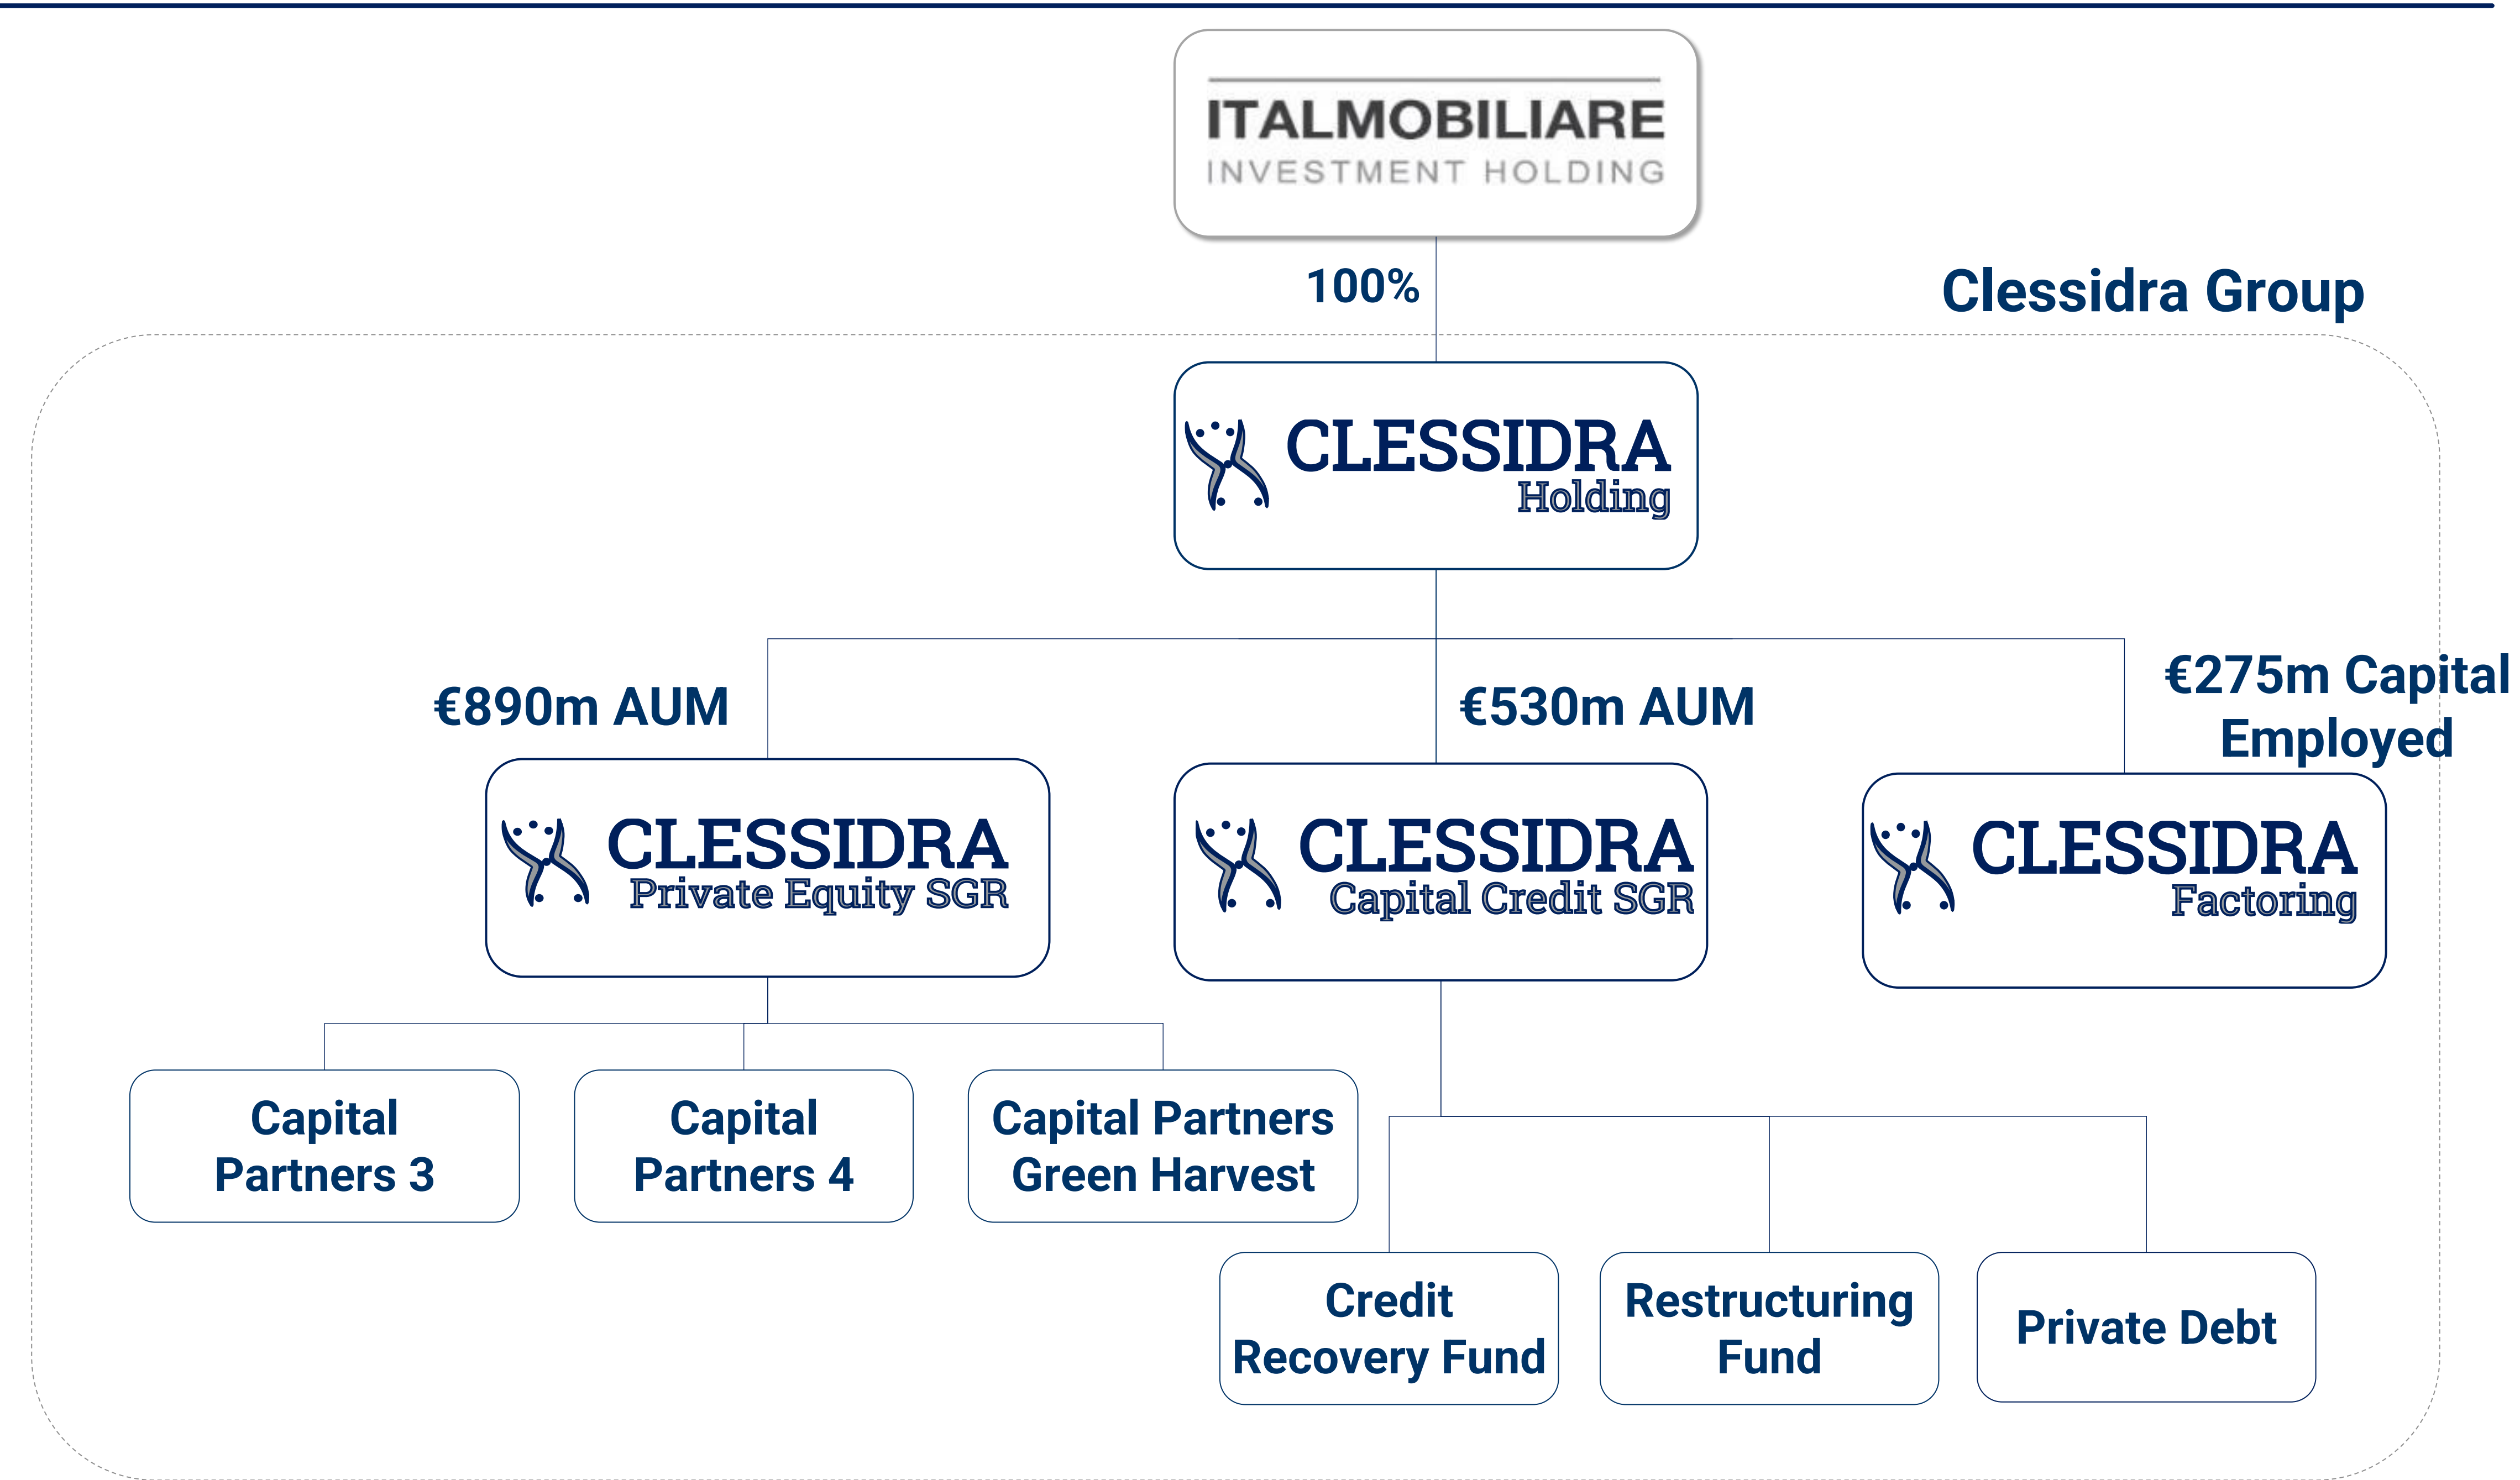 ITALMOBILIARE
INVESTMENT HOLDING
100%
Clessidra Group
CLESSIDRA
Holding
€890m AUM
€530m AUM
€275m Capital
Employed
CLESSIDRA
Private Equity SGR
CLESSIDRA
Capital Credit SGR
CLESSIDRA
Factoring
Capital
Partners 3
Capital
Partners 4
Capital Partners
Green Harvest
Credit
Recovery Fund
Restructuring
Fund
Private Debt